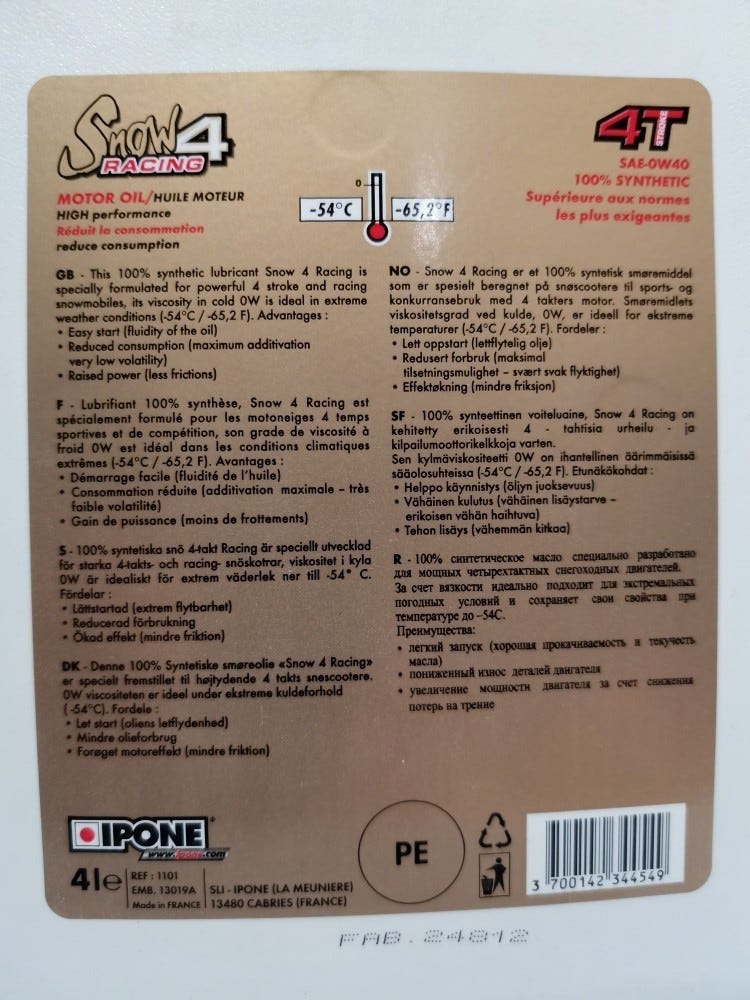 Snow 4
RACING
4T
STROKE
SAE-0W40
100% SYNTHETIC
Supérieure aux normes
les plus exigeantes
MOTOR OIL/HUILE MOTEUR
HIGH performance
Réduit la consommation
reduce consumption
0
-54°C
-65,2°F
GB - This 100% synthetic lubricant Snow 4 Racing is
specially formulated for powerful 4 stroke and racing
snowmobiles, its viscosity in cold 0W is ideal in extreme
weather conditions (-54°C / -65,2 F). Advantages :
• Easy start (fluidity of the oil)
• Reduced consumption (maximum additivation
very low volatility)
• Raised power (less frictions)
F - Lubrifiant 100% synthèse, Snow 4 Racing est
spécialement formulé pour les motoneiges 4 temps
sportives et de compétition, son grade de viscosité à
froid 0W est idéal dans les conditions climatiques
extrêmes (-54°C / -65,2 F). Avantages :
• Démarrage facile (fluidité de l'huile)
• Consommation réduite (additivation maximale – très
faible volatilité)
• Gain de puissance (moins de frottements)
S - 100% syntetiska snö 4-takt Racing är speciellt utvecklad
för starka 4-takts- och racing- snöskotrar, viskositet i kyla
0W är idealiskt för extrem väderlek ner till -54° C.
Fördelar :
• Lättstartad (extrem flytbarhet)
• Reducerad förbrukning
• Ökad effekt (mindre friktion)
DK - Denne 100% Syntetiske smøreolie «Snow 4 Racing»
er specielt fremstillet til højtydende 4 takts snescootere.
0W viscositeten er ideel under ekstreme kuldeforhold
( -54°C). Fordele :
• Let start (oliens letflydenhed)
• Mindre olieforbrug
• Forøget motoreffekt (mindre friktion)
NO - Snow 4 Racing er et 100% syntetisk smøremiddel
som er spesielt beregnet på snøscootere til sports- og
konkurransebruk med 4 takters motor. Smøremidlets
viskositetsgrad ved kulde, 0W, er ideell for ekstreme
temperaturer (-54°C / -65,2 F). Fordeler :
• Lett oppstart (lettflytelig olje)
• Redusert forbruk (maksimal
tilsetningsmulighet – svært svak flyktighet)
• Effektøkning (mindre friksjon)
SF - 100% synteettinen voiteluaine, Snow 4 Racing on
kehitetty erikoisesti 4 - tahtisia urheilu - ja
kilpailumoottorikelkkoja varten.
Sen kylmäviskositeetti 0W on ihantellinen äärimmäisissä
sääolosuhteissa (-54°C / -65,2 F). Etunäkökohdat :
• Helppo käynnistys (öljyn juoksevuus)
• Vähäinen kulutus (vähäinen lisäystarve –
erikoisen vähän haihtuva)
• Tehon lisäys (vähemmän kitkaa)
R - 100% синтетическое масло специально разработано
для мощных четырехтактных снегоходных двигателей.
За счет вязкости идеально подходит для экстремальных
погодных условий и сохраняет свои свойства при
температуре до –54С.
Преимущества:
• легкий запуск (хорошая прокачиваемость и текучесть
масла)
• пониженный износ деталей двигателя
• увеличение мощности двигателя за счет снижения
потерь на трение
IPONE
www.ipone.com
4l e
REF : 1101
EMB. 13019A
Made in FRANCE
SLI - IPONE (LA MEUNIERE)
13480 CABRIES (FRANCE)
PE
3 700142 344549
FAB. 24812